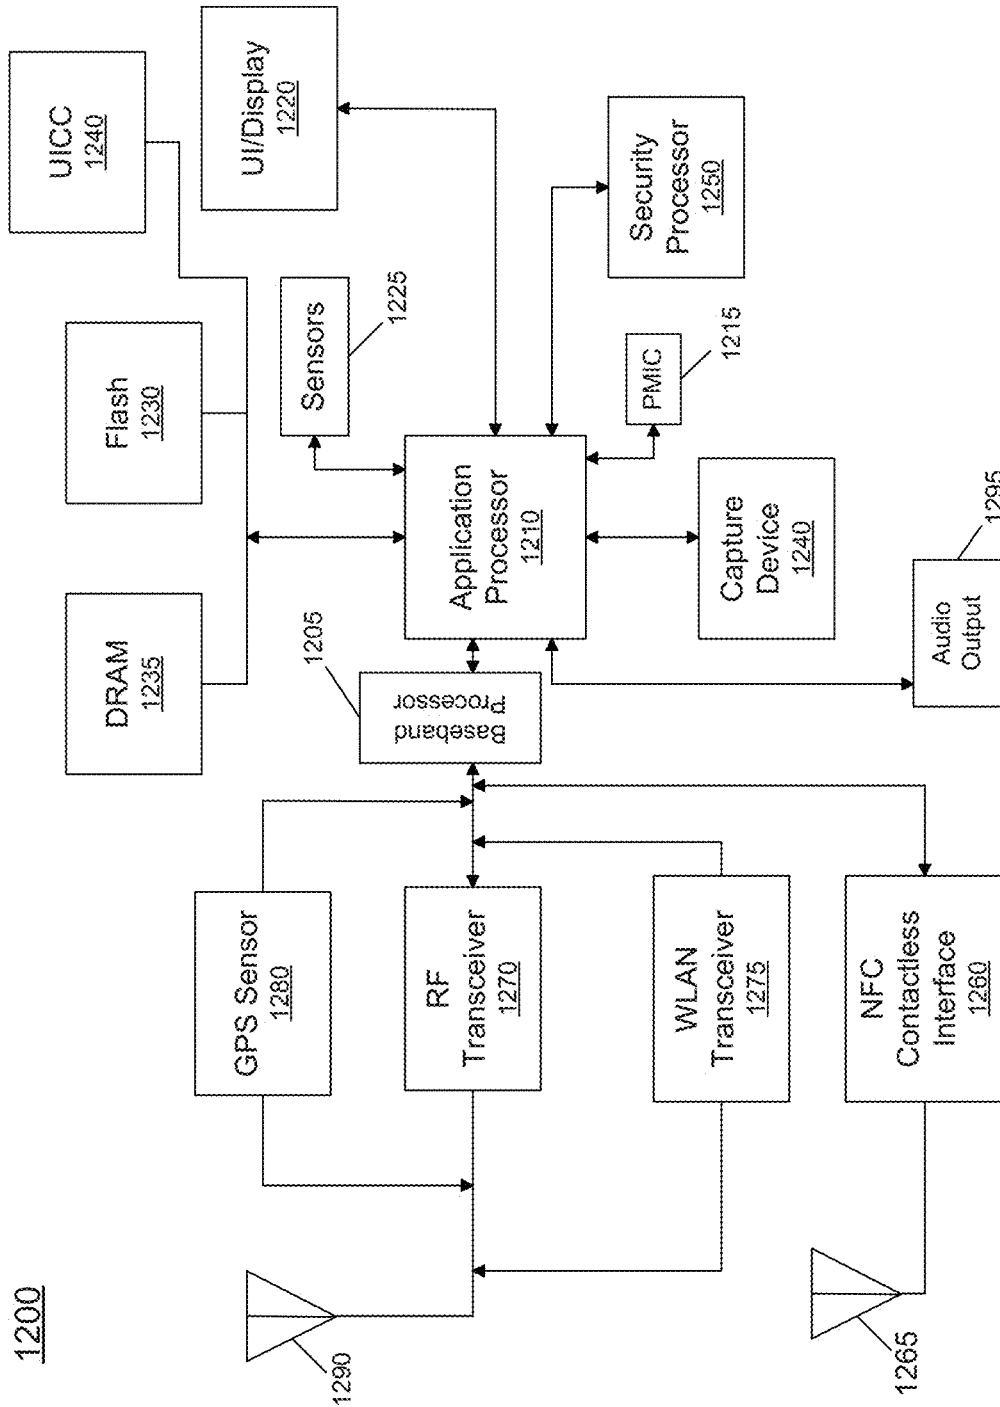 1200
UICC
1240
UI/Display
1220
Flash
1230
Sensors
1225
DRAM
1235
Security
Processor
1250
PMIC
1215
Application
Processor
1210
Capture
Device
1240
Audio
Output
1295
Baseband
Processor
1205
GPS Sensor
1280
RF
Transceiver
1270
WLAN
Transceiver
1275
NFC
Contactless
Interface
1260
1290
1265